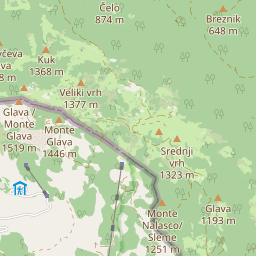 Čelo
874 m
Breznik
648 m
Kuk
1368 m
Veliki vrh
1377 m
Glava /
Monte
Glava
1519 m
Monte
Glava
1446 m
Srednji
vrh
1323 m
Monte
Nalasco/
Sleme
1251 m
Glava
1193 m